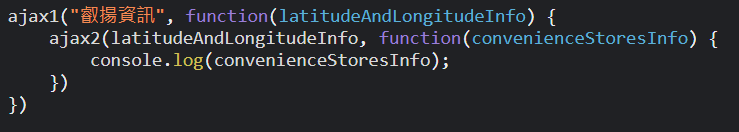 ajax1("叡揚資訊", function(latitudeAndLongitudeInfo) {
    ajax2(latitudeAndLongitudeInfo, function(convenienceStoresInfo) {
        console.log(convenienceStoresInfo);
    })
})